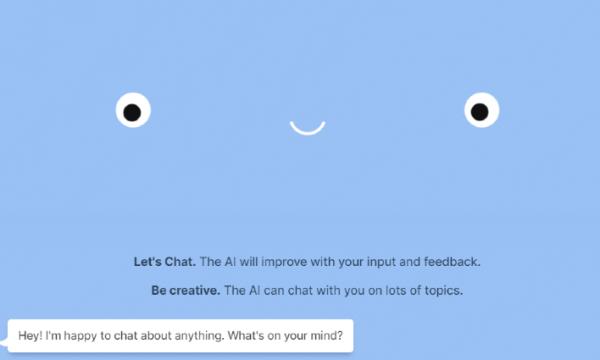 Let's Chat. The AI will improve with your input and feedback.
Be creative. The AI can chat with you on lots of topics.
Hey! I'm happy to chat about anything. What's on your mind?